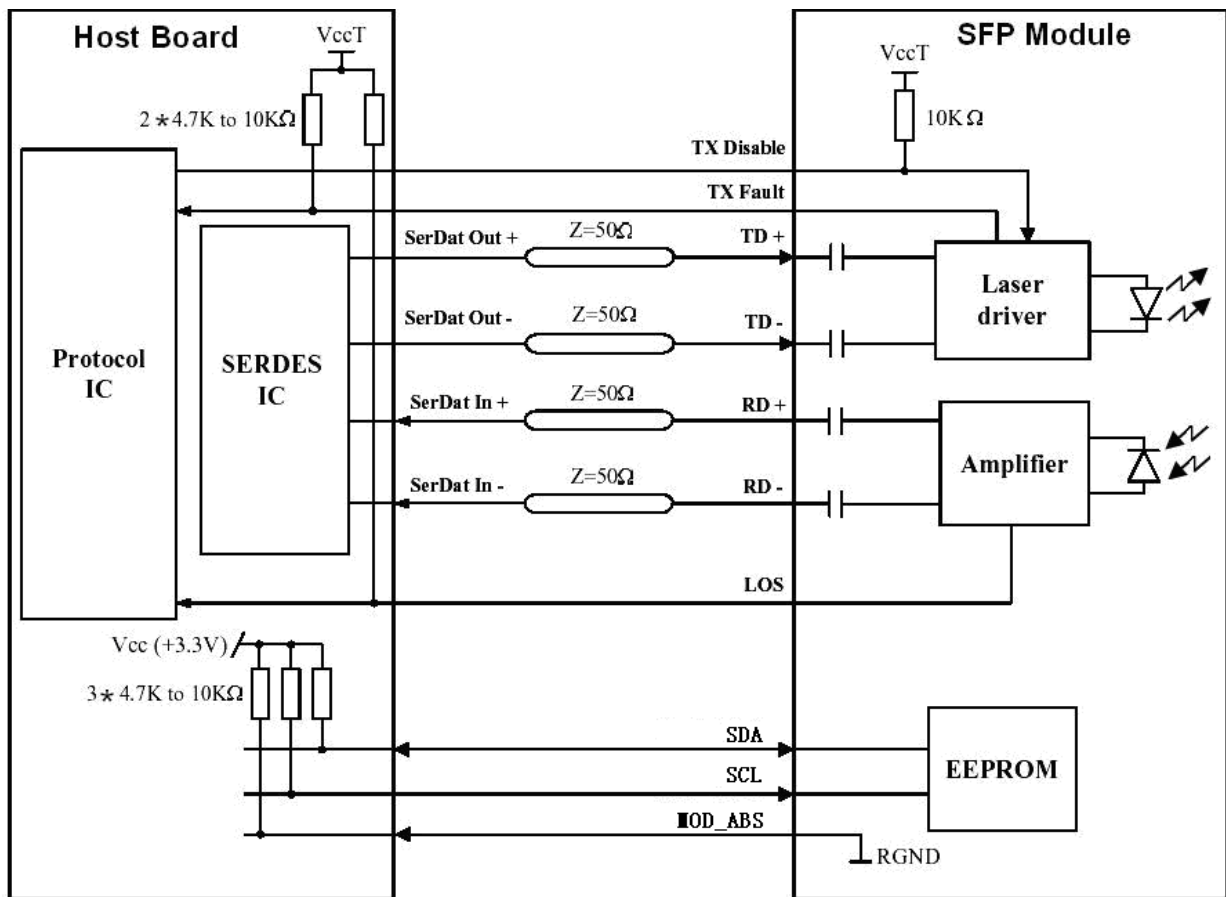 Host Board
SFP Module
VccT
VccT
2*4.7K to 10KΩ
10KΩ
TX Disable
TX Fault
SerDat Out +
Z=50Ω
TD +
Laser
driver
SerDat Out -
Z=50Ω
TD -
Protocol
IC
SERDES
IC
SerDat In +
Z=50Ω
RD +
Amplifier
SerDat In -
Z=50Ω
RD -
LOS
Vcc (+3.3V)
3*4.7K to 10KΩ
SDA
SCL
EEPROM
MOD_ABS
RGND